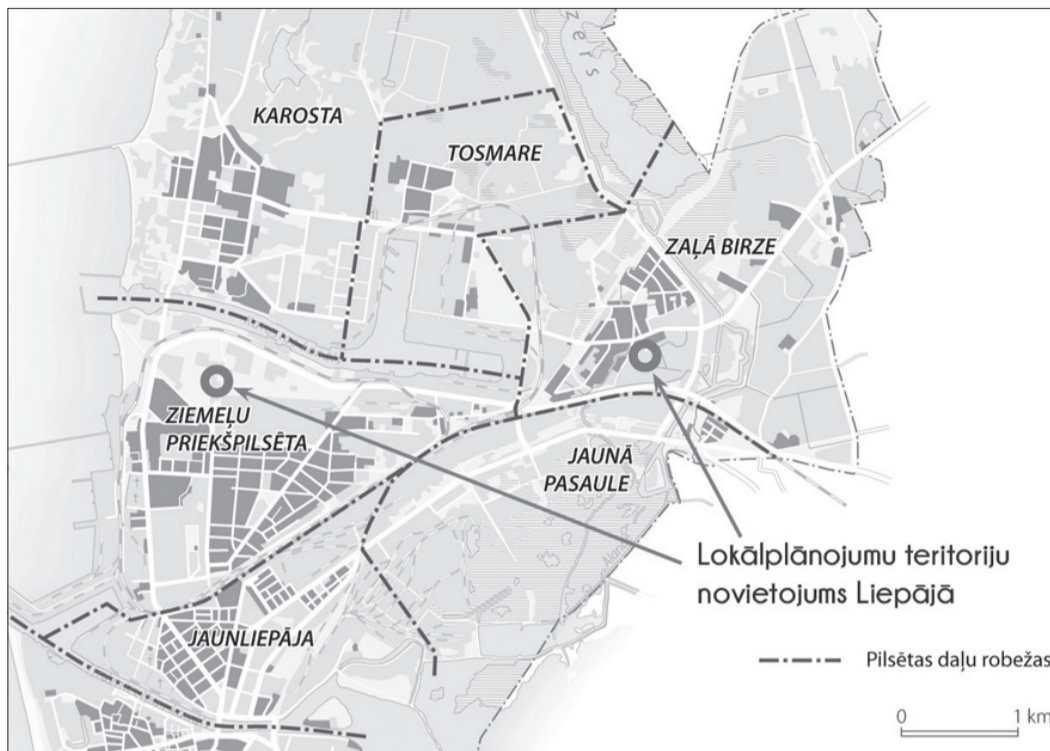 KAROSTA
TOSMARE
ezers
ZAĻĀ BIRZE
ZIEMEĻU
PRIEKŠPILSĒTA
JAUNĀ
PASAULE
Lokālplānojumu teritoriju
novietojums Liepājā
JAUNLIEPĀJA
Pilsētas daļu robežas
0 1 km